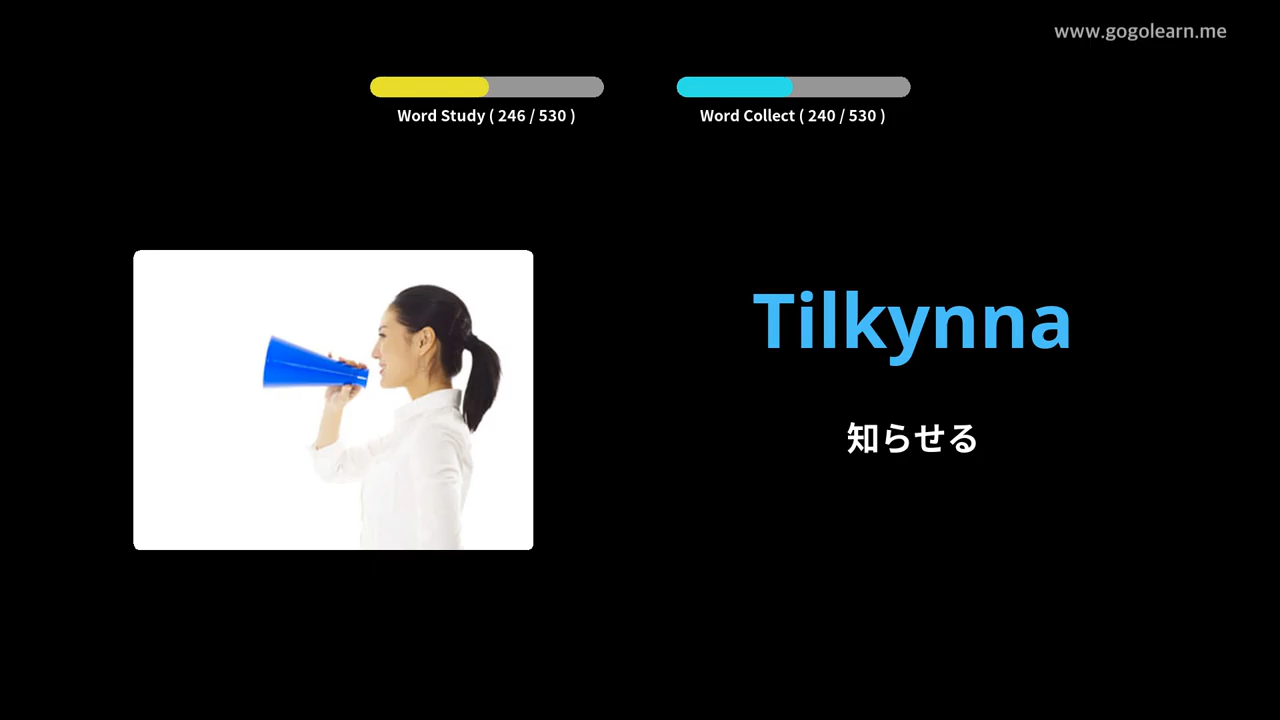 www.gogolearn.me
Word Study ( 246 / 530 )
Word Collect ( 240 / 530 )
Tilkynna
知らせる